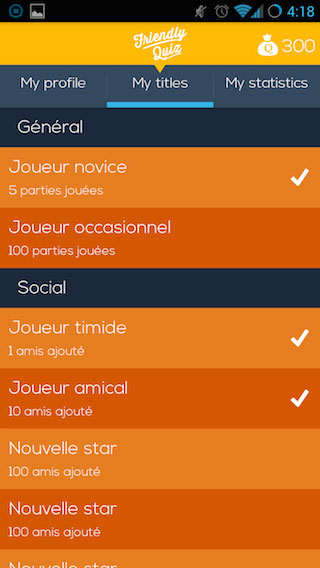 4:18
Friendly
Quiz
300
My profile
My titles
My statistics
Général
Joueur novice
5 parties jouées
Joueur occasionnel
100 parties jouées
Social
Joueur timide
1 amis ajouté
Joueur amical
10 amis ajouté
Nouvelle star
100 amis ajouté
Nouvelle star
100 amis ajouté
Nouvelle star